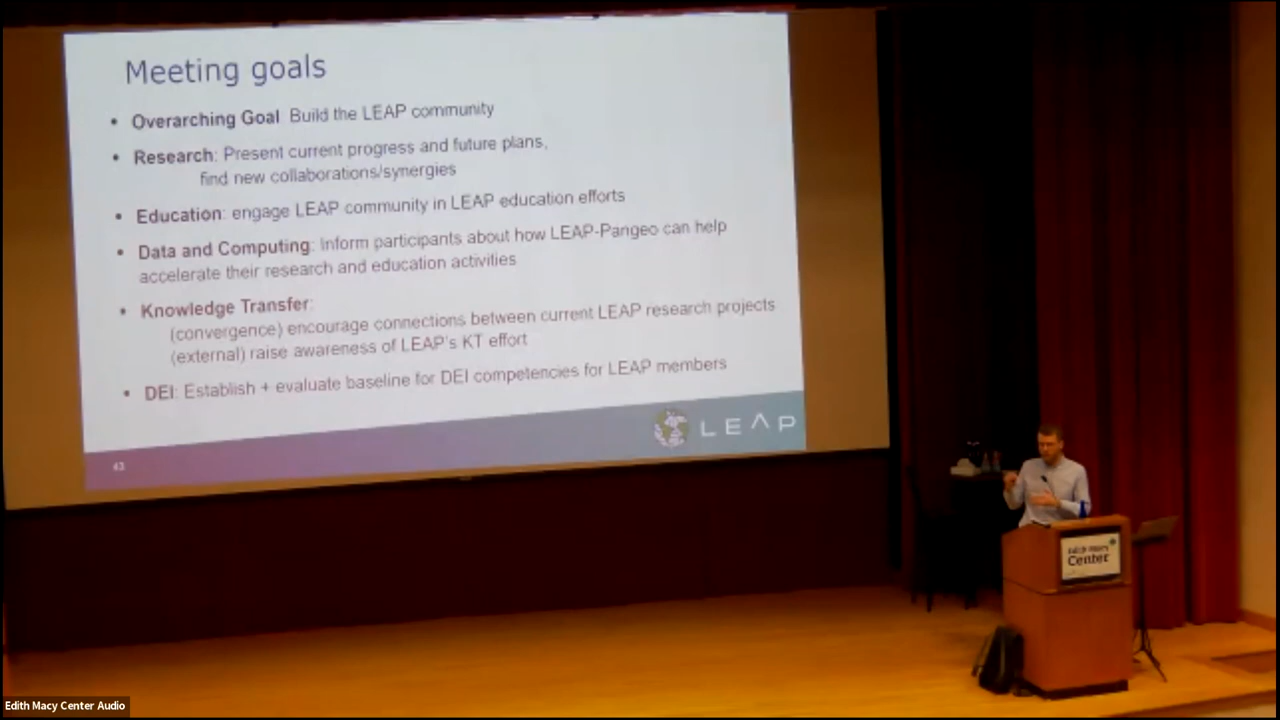 Meeting goals
• Overarching Goal Build the LEAP community
• Research: Present current progress and future plans,
find new collaborations/synergies
• Education: engage LEAP community in LEAP education efforts
• Data and Computing: Inform participants about how LEAP-Pangeo can help
accelerate their research and education activities
• Knowledge Transfer:
(convergence) encourage connections between current LEAP research projects
(external) raise awareness of LEAP's KT effort
• DEI: Establish + evaluate baseline for DEI competencies for LEAP members
43
LEAP
Edith Macy
Center
Edith Macy Center Audio